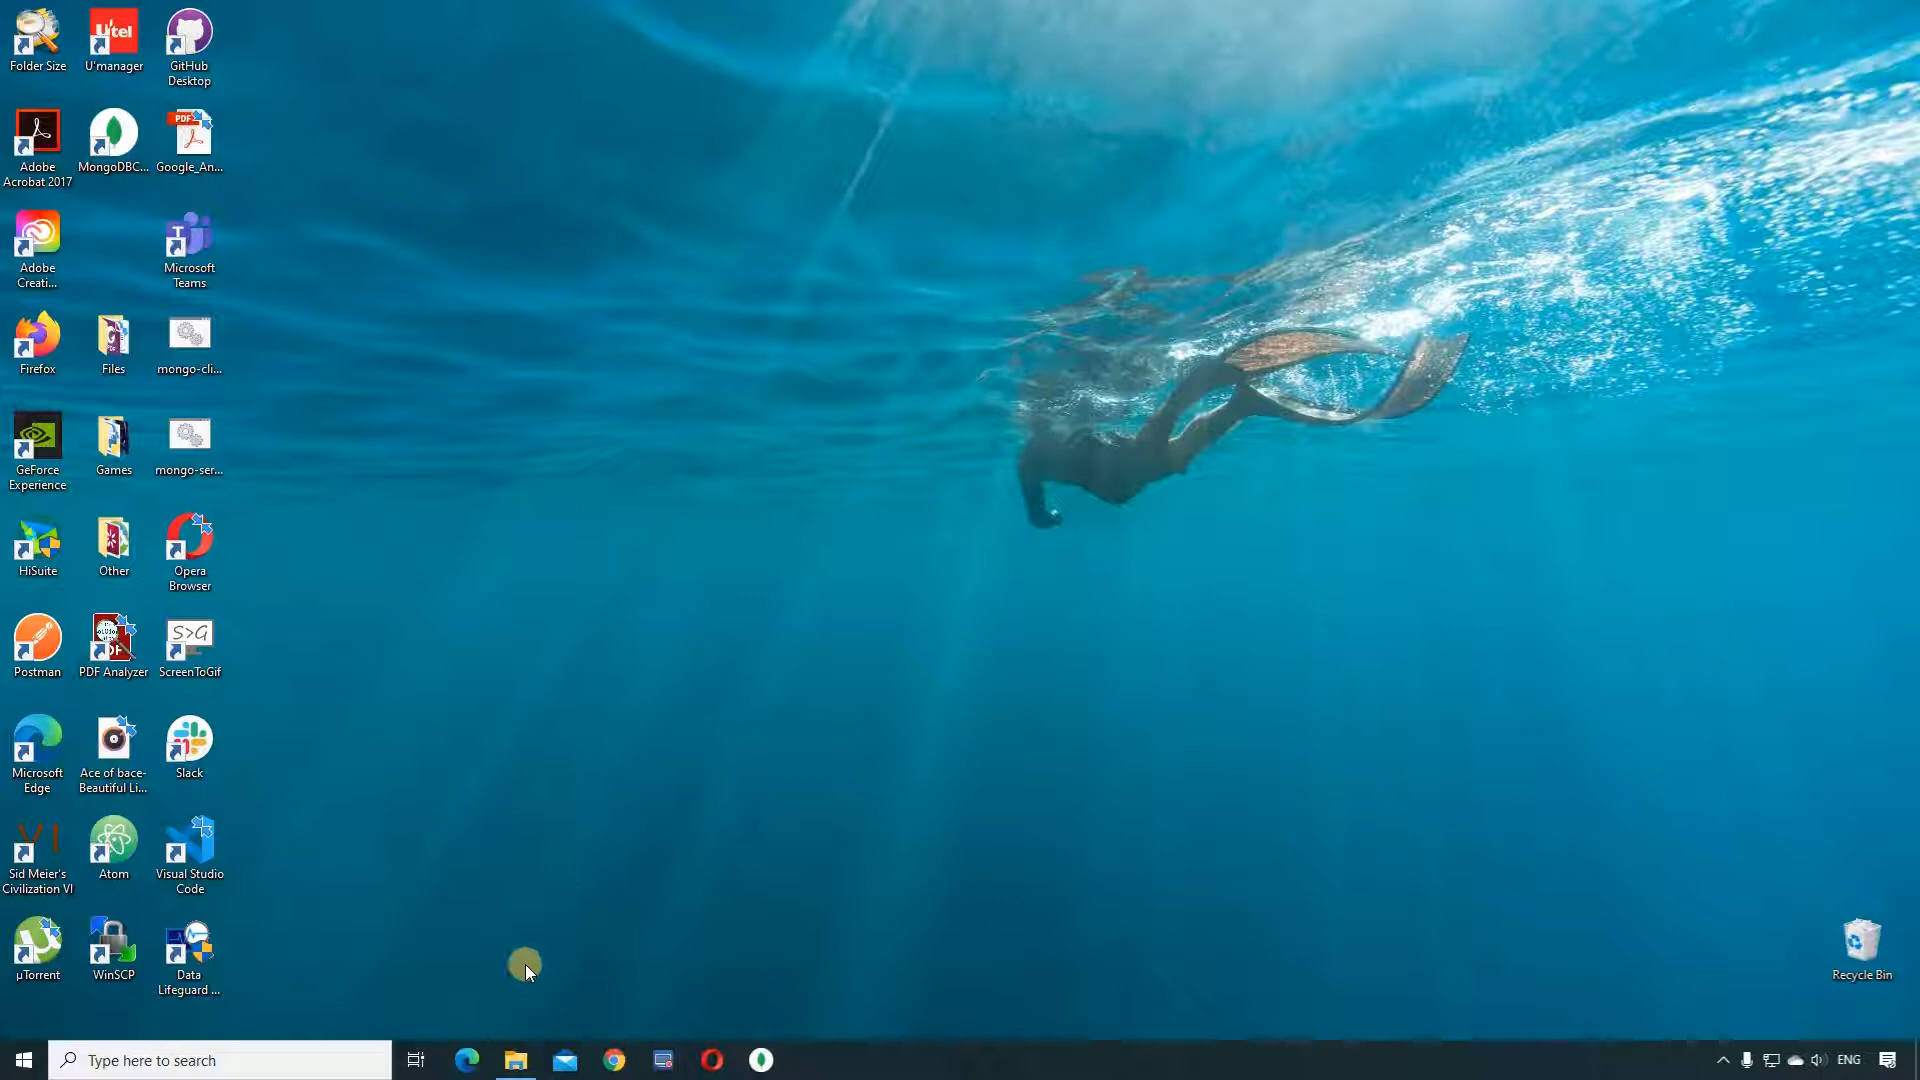 Folder Size
U'manager
GitHub
Desktop
Utel
Adobe
Acrobat 2017
MongoDBC...
PDF
Google_An...
Adobe
Creati...
T
Microsoft
Teams
Firefox
Files
mongo-cli...
GeForce
Experience
Games
mongo-ser...
HiSuite
Other
Opera
Browser
Postman
PDF Analyzer
S>G
ScreenToGif
Microsoft
Edge
Ace of bace-
Beautiful Li...
Slack
VI
Sid Meier's
Civilization VI
Atom
Visual Studio
Code
µTorrent
WinSCP
Data
Lifeguard ...
Recycle Bin
Type here to search
ENG